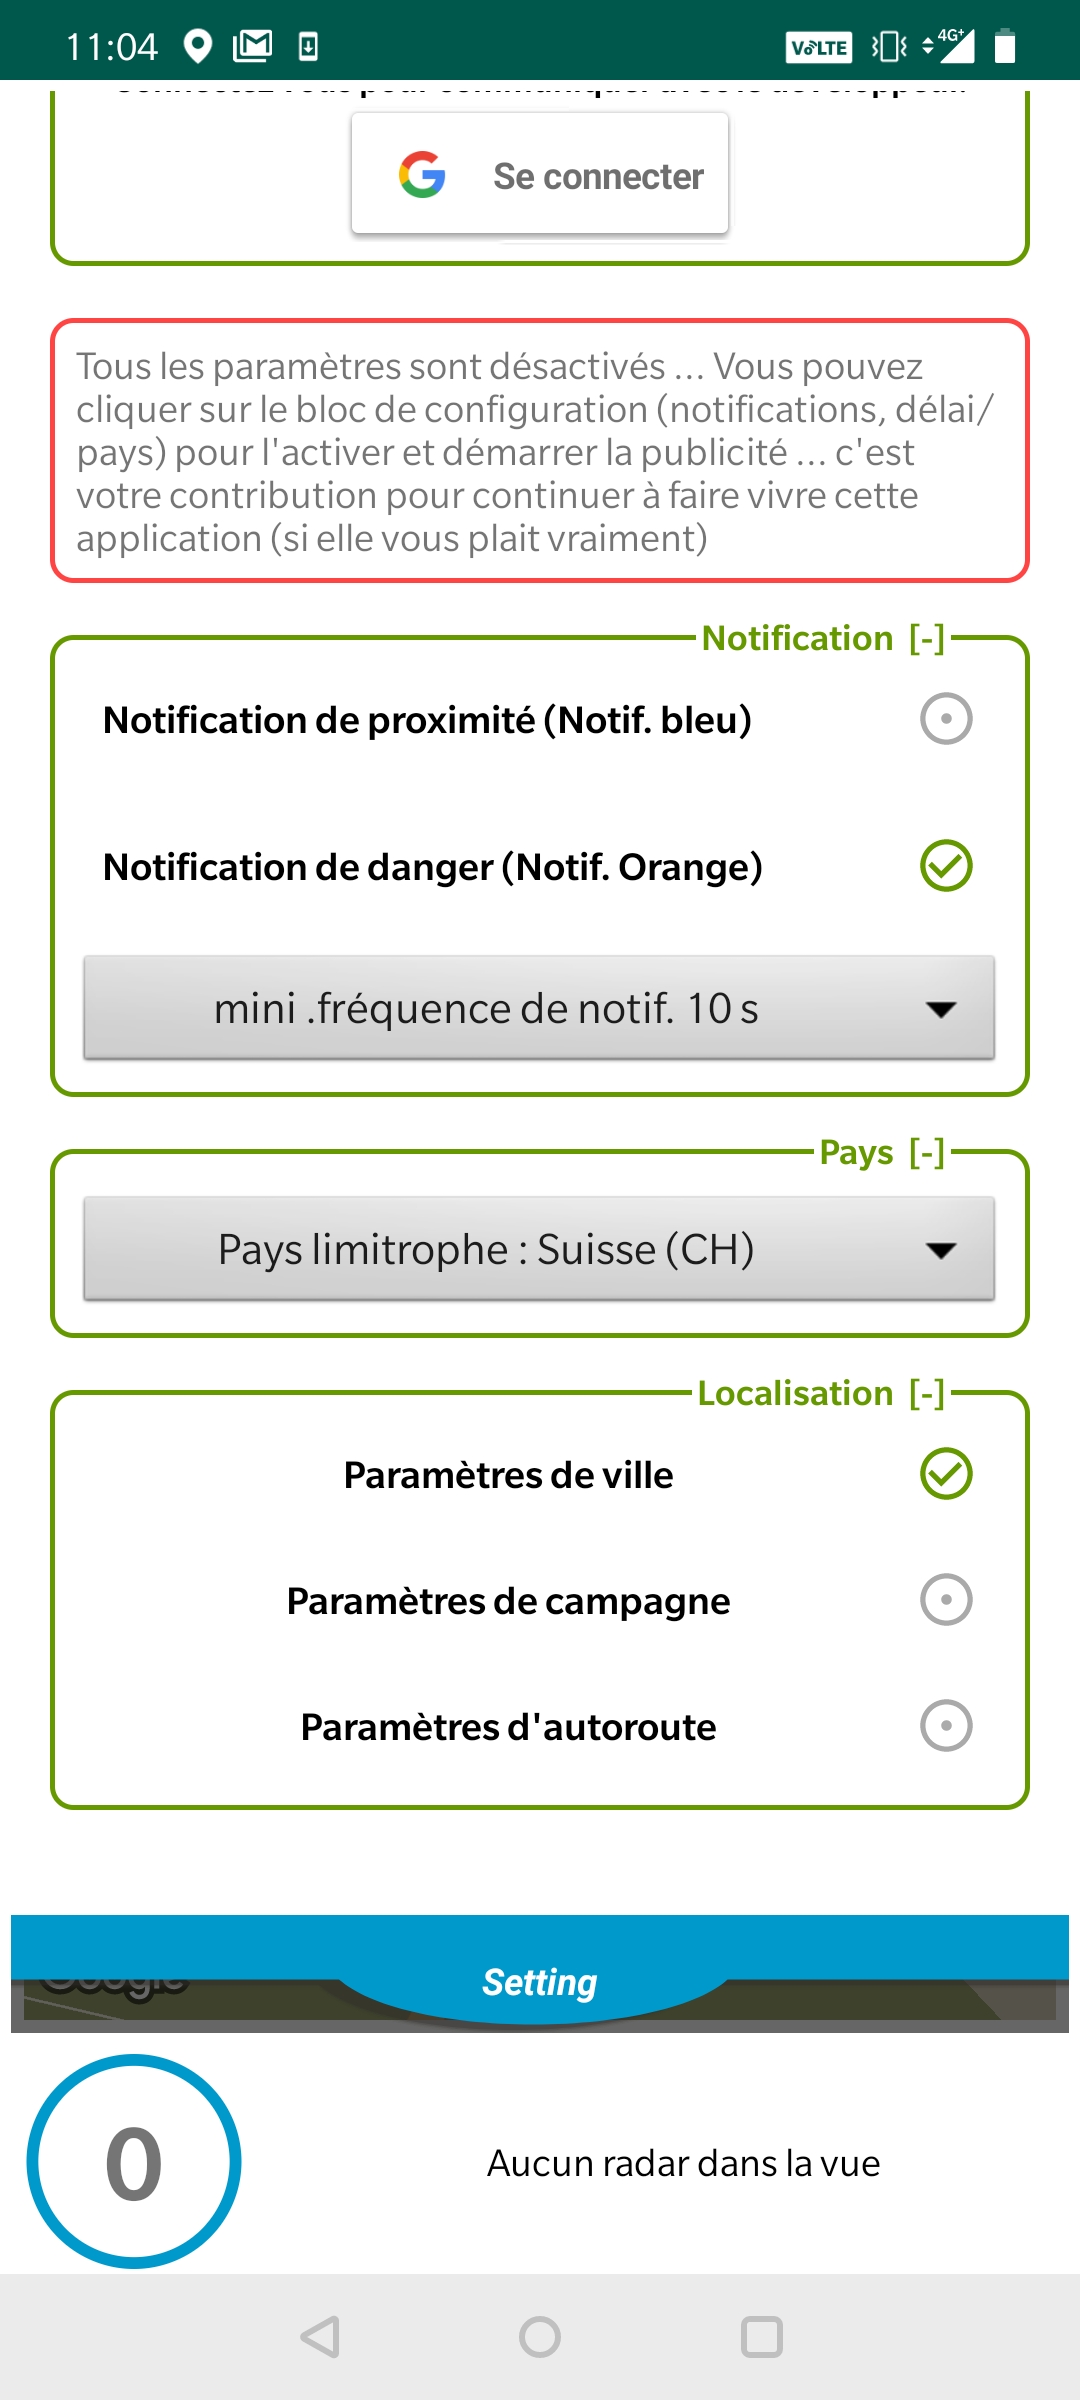 11:04
VoLTE
4G+
Se connecter
Tous les paramètres sont désactivés ... Vous pouvez
cliquer sur le bloc de configuration (notifications, délai/
pays) pour l'activer et démarrer la publicité ... c'est
votre contribution pour continuer à faire vivre cette
application (si elle vous plait vraiment)
Notification [-]
Notification de proximité (Notif. bleu)
Notification de danger (Notif. Orange)
mini .fréquence de notif. 10 s
Pays [-]
Pays limitrophe : Suisse (CH)
Localisation [-]
Paramètres de ville
Paramètres de campagne
Paramètres d'autoroute
Google
Setting
0
Aucun radar dans la vue